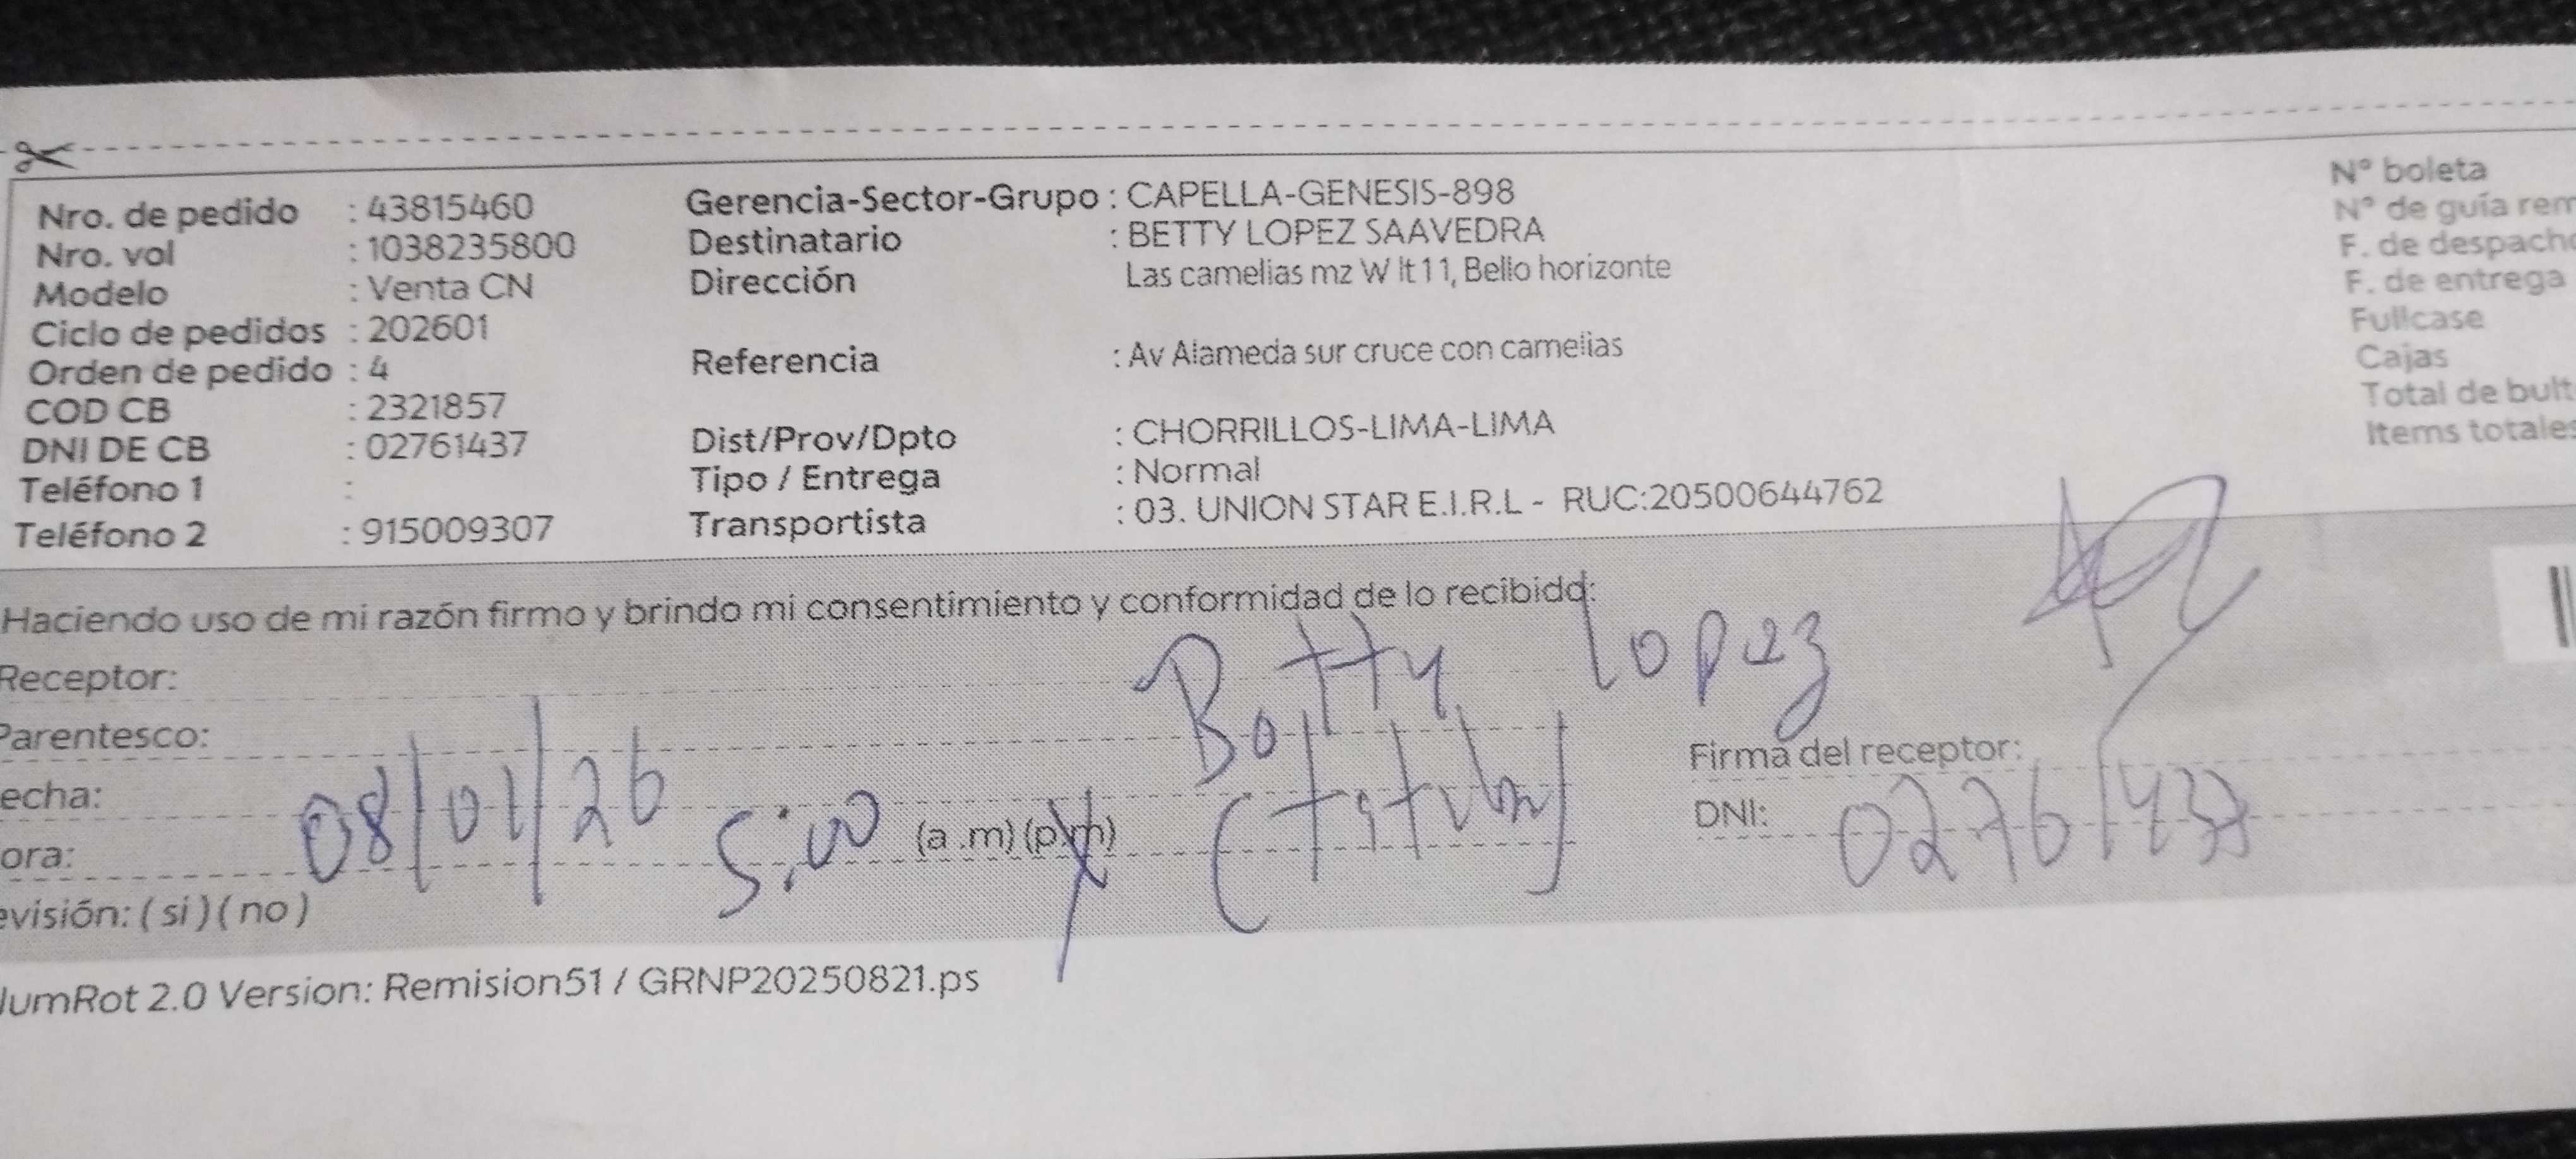 Nro. de pedido : 43815460
Nro. vol : 1038235800
Modelo : Venta CN
Ciclo de pedidos : 202601
Orden de pedido : 4
COD CB : 2321857
DNI DE CB : 02761437
Teléfono 1 :
Teléfono 2 : 915009307
Gerencia-Sector-Grupo : CAPELLA-GENESIS-898
Destinatario : BETTY LOPEZ SAAVEDRA
Dirección Las camelias mz W lt 11, Bello horizonte
Referencia : Av Alameda sur cruce con camelias
Dist/Prov/Dpto : CHORRILLOS-LIMA-LIMA
Tipo / Entrega : Normal
Transportista : 03. UNION STAR E.I.R.L - RUC:20500644762
N° boleta
N° de guía rem
F. de despacho
F. de entrega
Fullcase
Cajas
Total de bult
Items totales
Haciendo uso de mi razón firmo y brindo mi consentimiento y conformidad de lo recibido:
Receptor: Betty lopez
Parentesco: (titular)
echa: 08/01/26
ora: 5:00 (a .m) (p.m)
evisión: ( si ) ( no )
Firma del receptor:
DNI: 02761437
NumRot 2.0 Version: Remision51 / GRNP20250821.ps